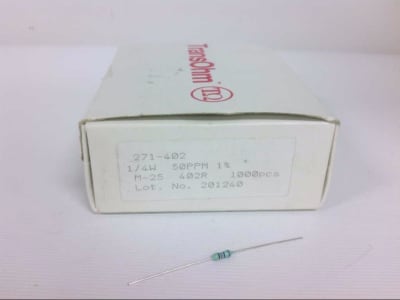 TransOhm
271-402
1/4W 50PPM 1%
M-25 402R 1000pcs
Lot. No. 201240